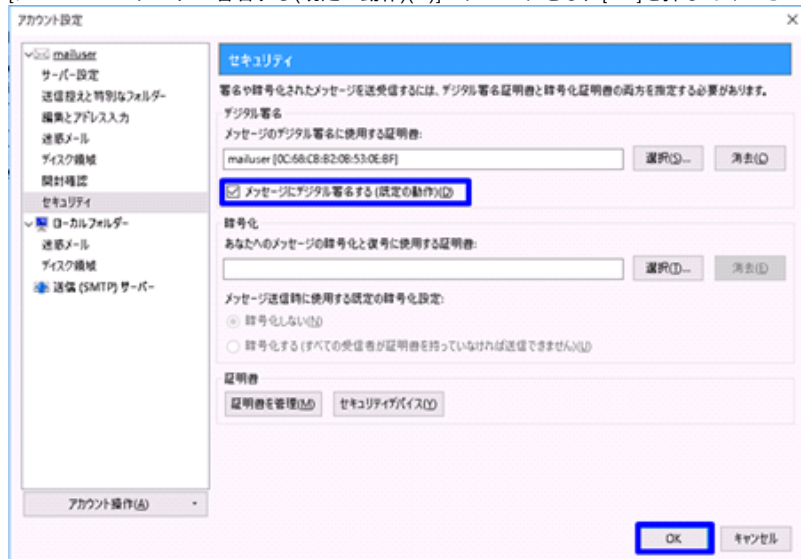 アカウント設定
mailuser
サーバー設定
送信控えと特別なフォルダー
編集とアドレス入力
迷惑メール
ディスク領域
開封確認
セキュリティ
ローカルフォルダー
迷惑メール
ディスク領域
送信 (SMTP) サーバー
アカウント操作(A)
セキュリティ
署名や暗号化されたメッセージを送受信するには、デジタル署名証明書と暗号化証明書の両方を指定する必要があります。
デジタル署名
メッセージのデジタル署名に使用する証明書:
mailuser [0C:68:CB:B2:0B:53:0E:BF]
選択(S)... 消去(C)
メッセージにデジタル署名する(既定の動作)(D)
暗号化
あなたへのメッセージの暗号化と復号に使用する証明書:
選択(T)... 消去(E)
メッセージ送信時に使用する既定の暗号化設定:
暗号化しない(N)
暗号化する(すべての受信者が証明書を持っていなければ送信できません)(U)
証明書
証明書を管理(M) セキュリティデバイス(Y)
OK キャンセル